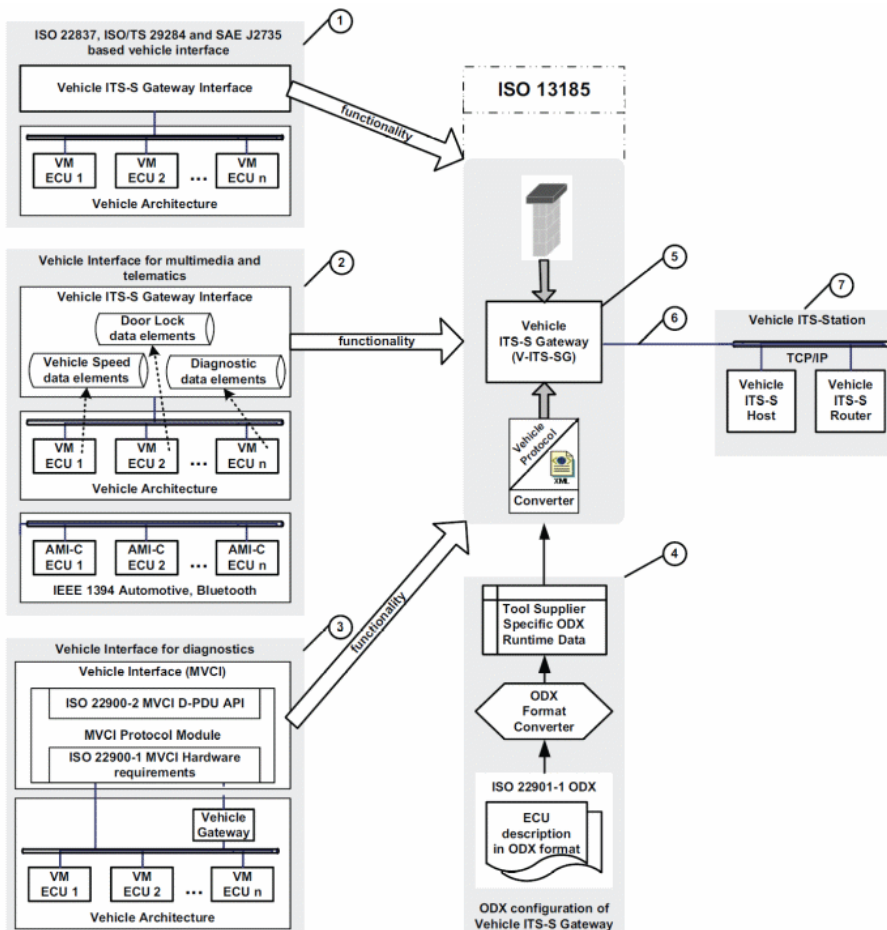 1
ISO 22837, ISO/TS 29284 and SAE J2735
based vehicle interface
Vehicle ITS-S Gateway Interface
VM
ECU 1
VM
ECU 2
...
VM
ECU n
Vehicle Architecture
functionality
2
Vehicle Interface for multimedia and
telematics
Vehicle ITS-S Gateway Interface
Door Lock
data elements
Vehicle Speed
data elements
Diagnostic
data elements
VM
ECU 1
VM
ECU 2
...
VM
ECU n
Vehicle Architecture
AMI-C
ECU 1
AMI-C
ECU 2
...
AMI-C
ECU n
IEEE 1394 Automotive, Bluetooth
functionality
3
Vehicle Interface for diagnostics
Vehicle Interface (MVCI)
ISO 22900-2 MVCI D-PDU API
MVCI Protocol Module
ISO 22900-1 MVCI Hardware
requirements
Vehicle
Gateway
VM
ECU 1
VM
ECU 2
...
VM
ECU n
Vehicle Architecture
functionality
ISO 13185
5
Vehicle
ITS-S Gateway
(V-ITS-SG)
Vehicle
Protocol
XML
Converter
6
7
Vehicle ITS-Station
TCP/IP
Vehicle
ITS-S
Host
Vehicle
ITS-S
Router
4
Tool Supplier
Specific ODX
Runtime Data
ODX
Format
Converter
ISO 22901-1 ODX
ECU
description
in ODX format
ODX configuration of
Vehicle ITS-S Gateway